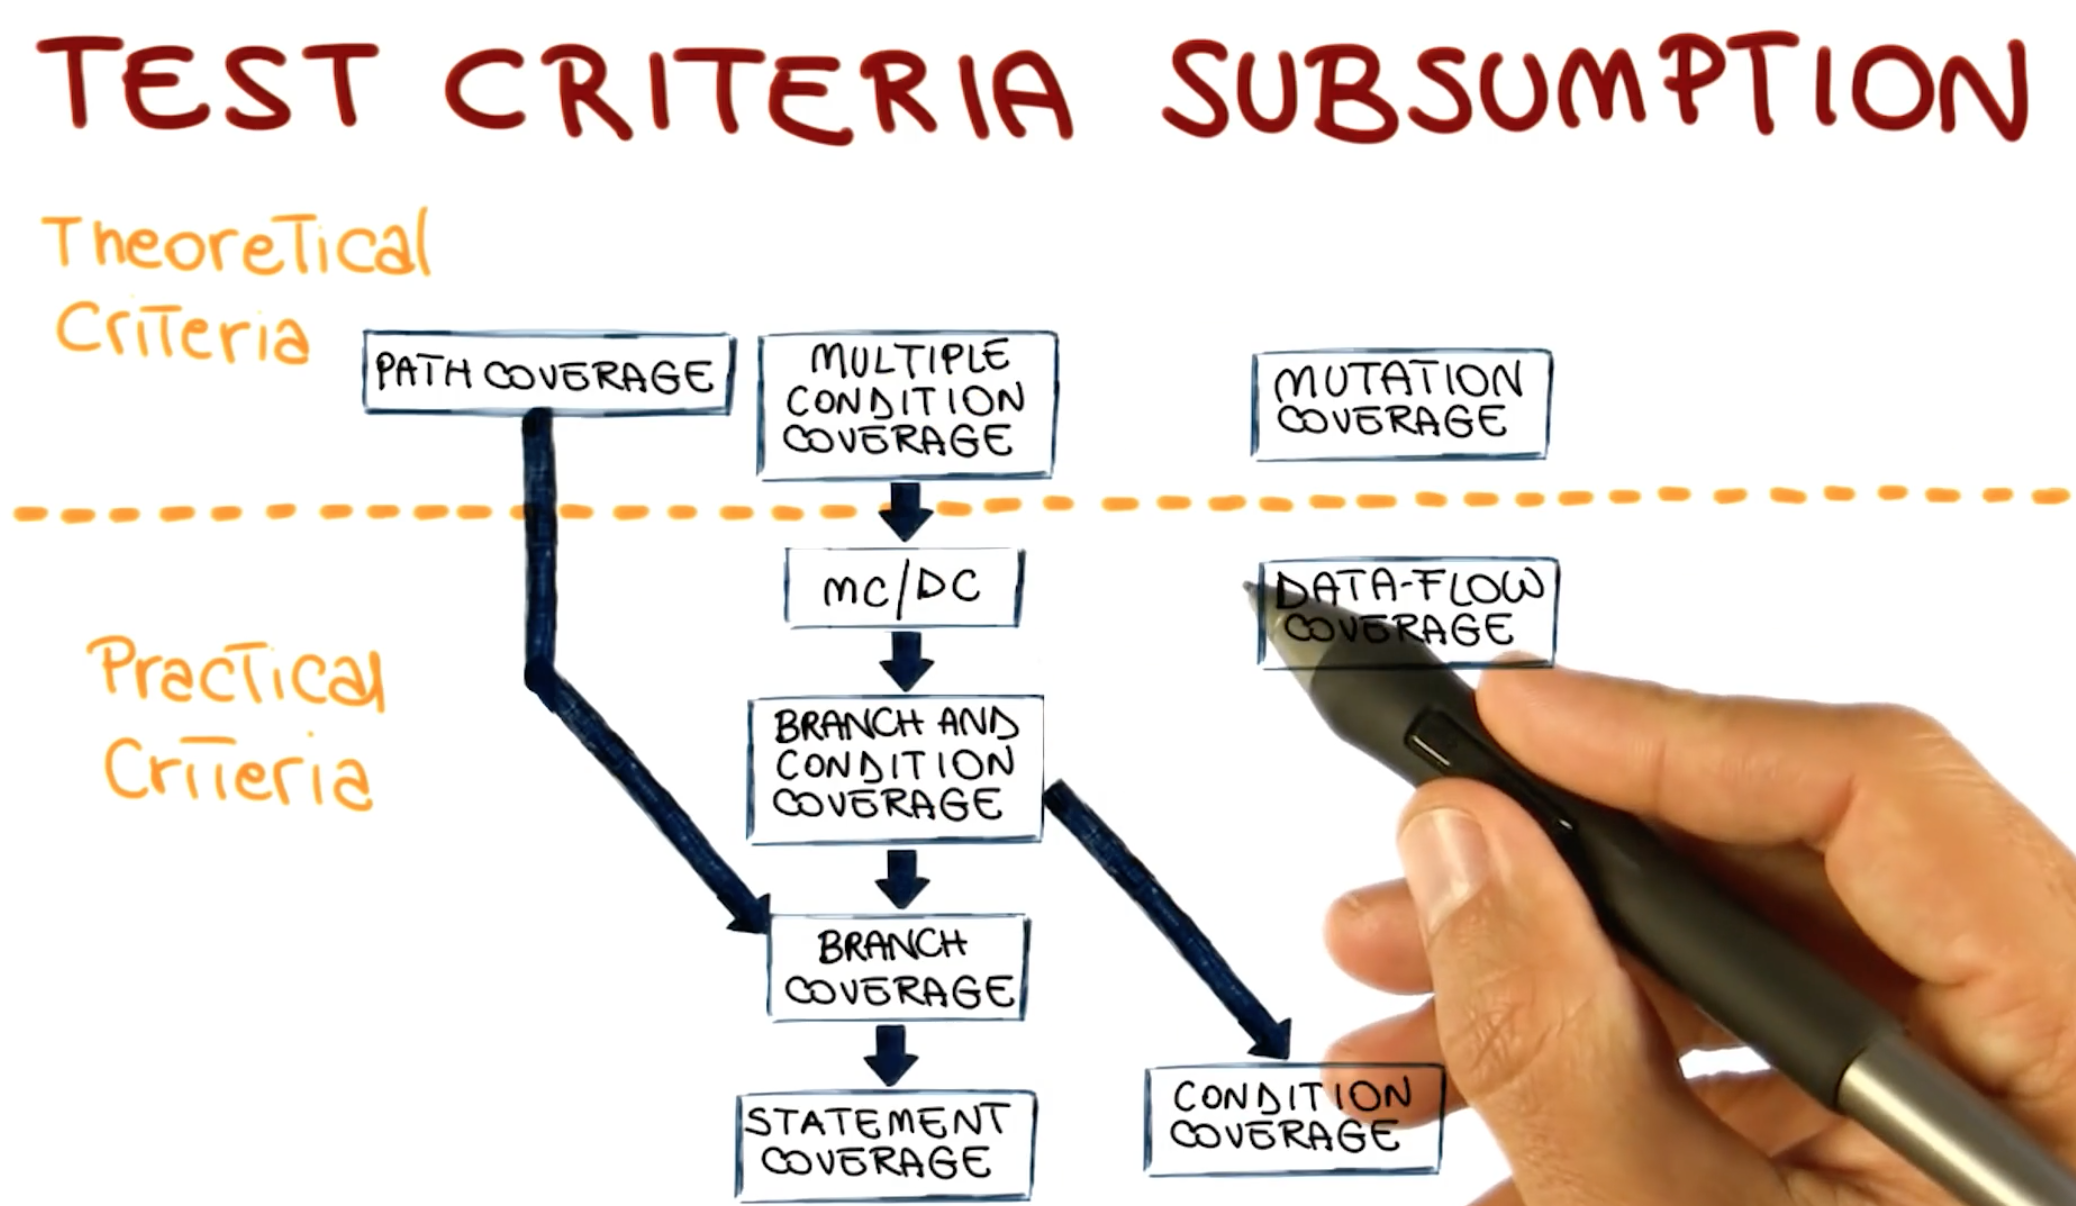 TEST CRITERIA SUBSUMPTION
Theoretical
Criteria
PATH COVERAGE
MULTIPLE
CONDITION
COVERAGE
MUTATION
COVERAGE
MC/DC
DATA-FLOW
COVERAGE
Practical
Criteria
BRANCH AND
CONDITION
COVERAGE
BRANCH
COVERAGE
STATEMENT
COVERAGE
CONDITION
COVERAGE